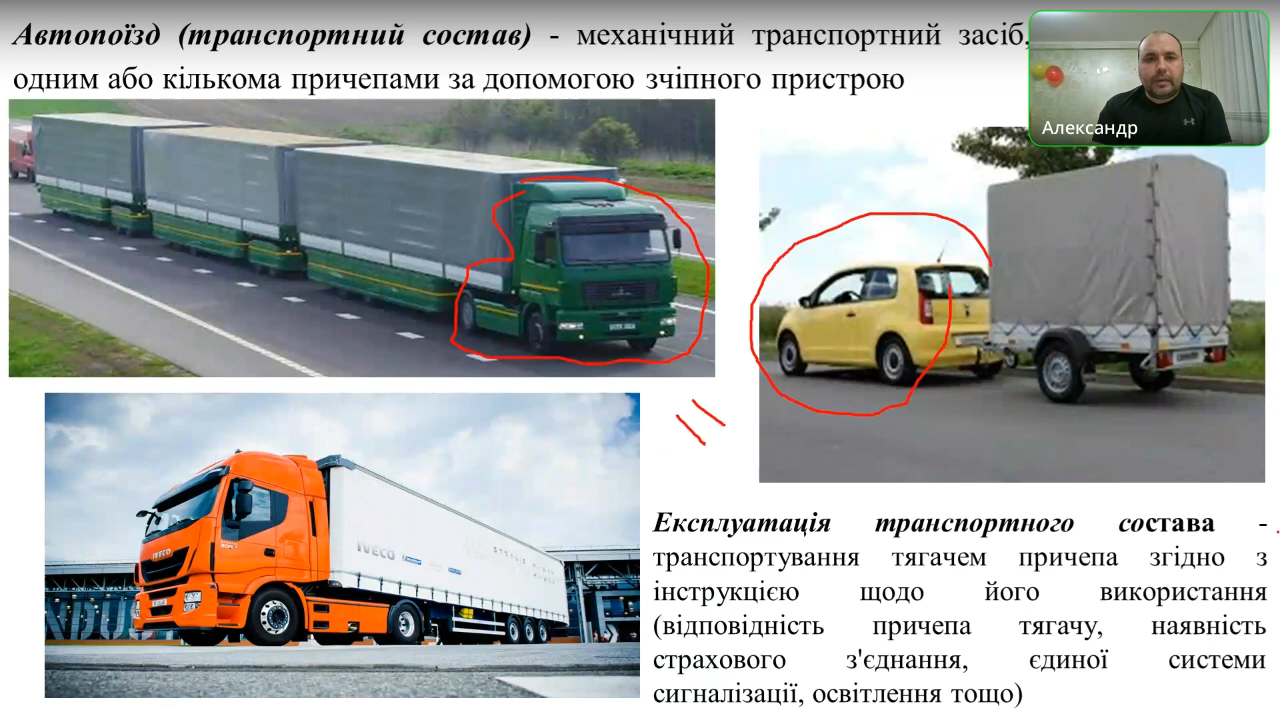 Автопоїзд (транспортний состав) - механічний транспортний засіб,
одним або кількома причепами за допомогою зчіпного пристрою
Александр
IVECO
IVECO
Експлуатація транспортного состава -
транспортування тягачем причепа згідно з
інструкцією щодо його використання
(відповідність причепа тягачу, наявність
страхового з'єднання, єдиної системи
сигналізації, освітлення тощо)